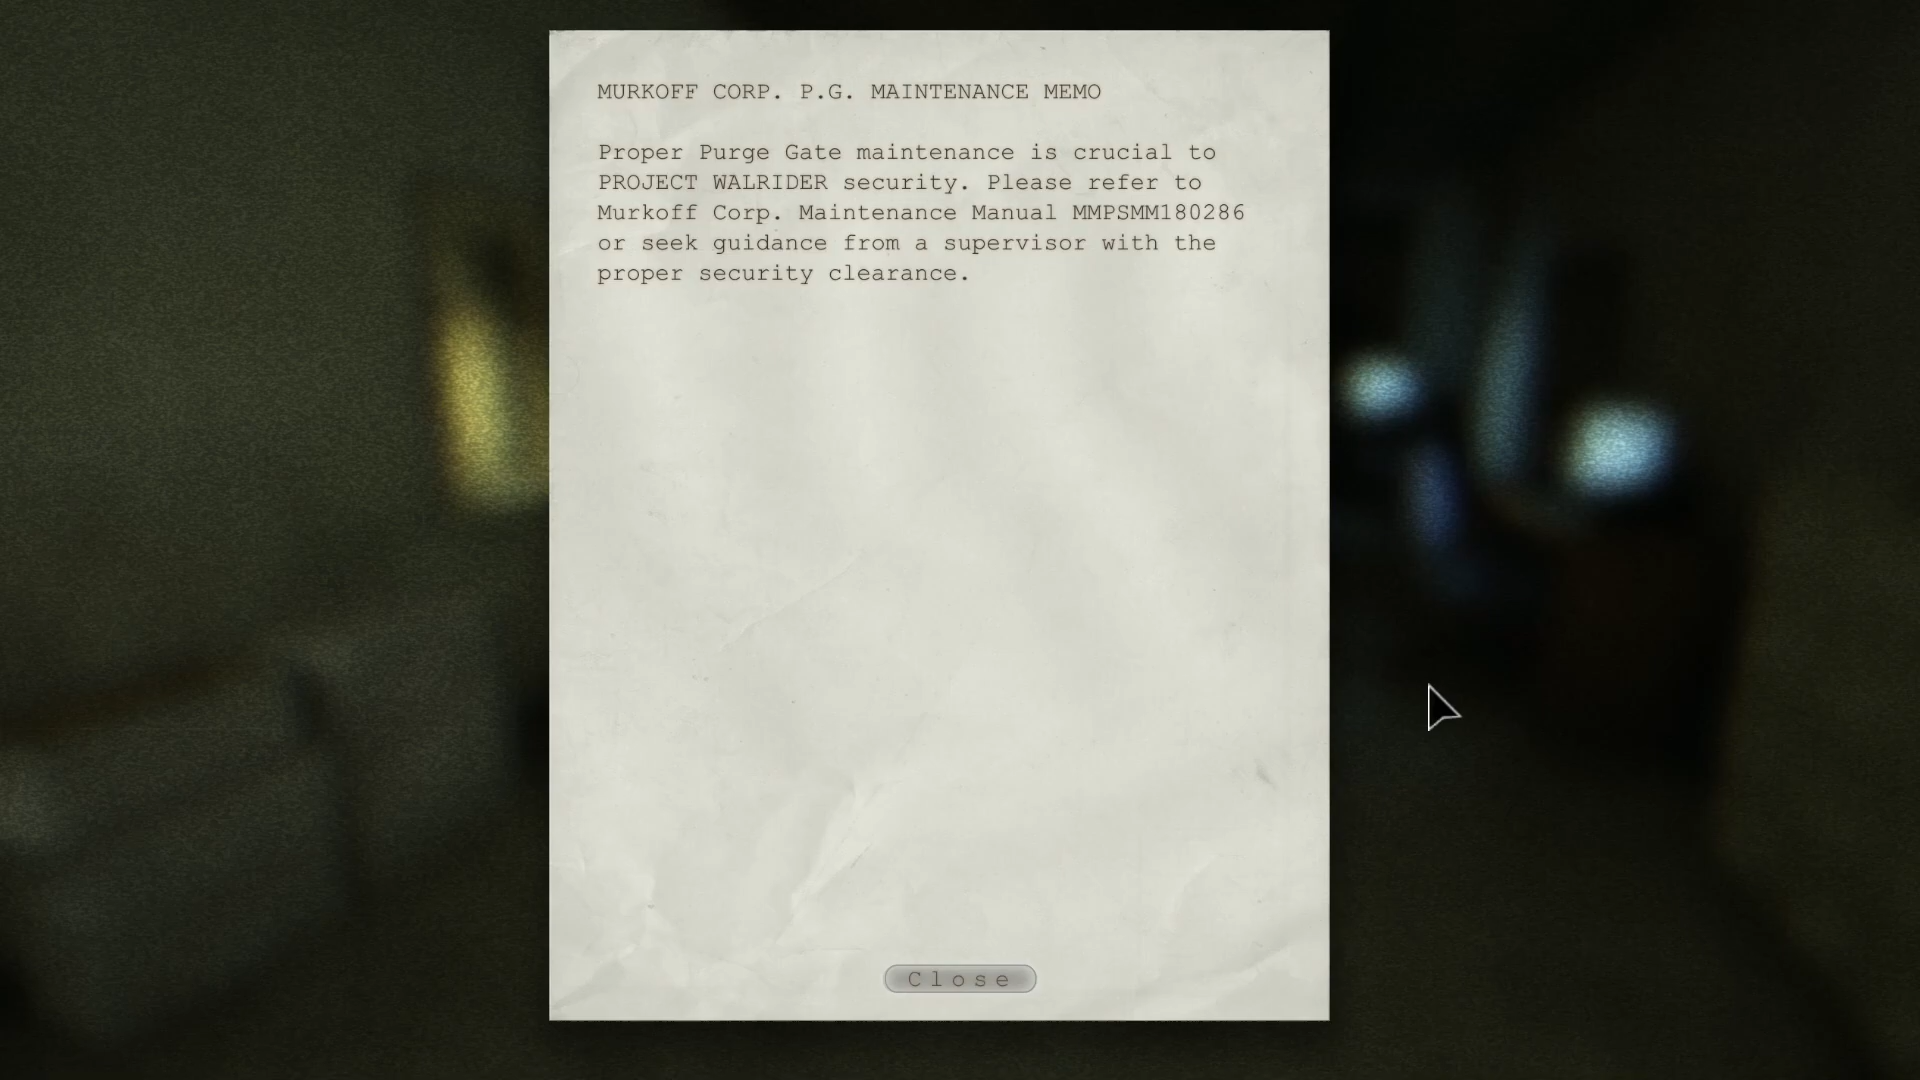 MURKOFF CORP. P.G. MAINTENANCE MEMO
Proper Purge Gate maintenance is crucial to
PROJECT WALRIDER security. Please refer to
Murkoff Corp. Maintenance Manual MMPSMM180286
or seek guidance from a supervisor with the
proper security clearance.
Close